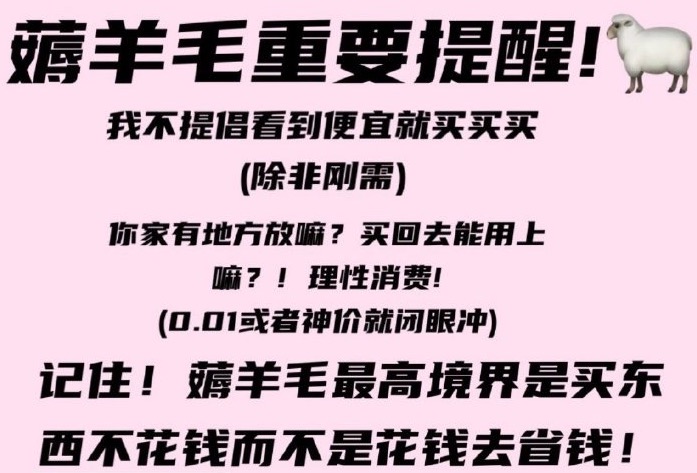 薅羊毛重要提醒!
我不提倡看到便宜就买买买
(除非刚需)
你家有地方放嘛？买回去能用上
嘛？！理性消费!
(0.01或者神价就闭眼冲)
记住！薅羊毛最高境界是买东
西不花钱而不是花钱去省钱！